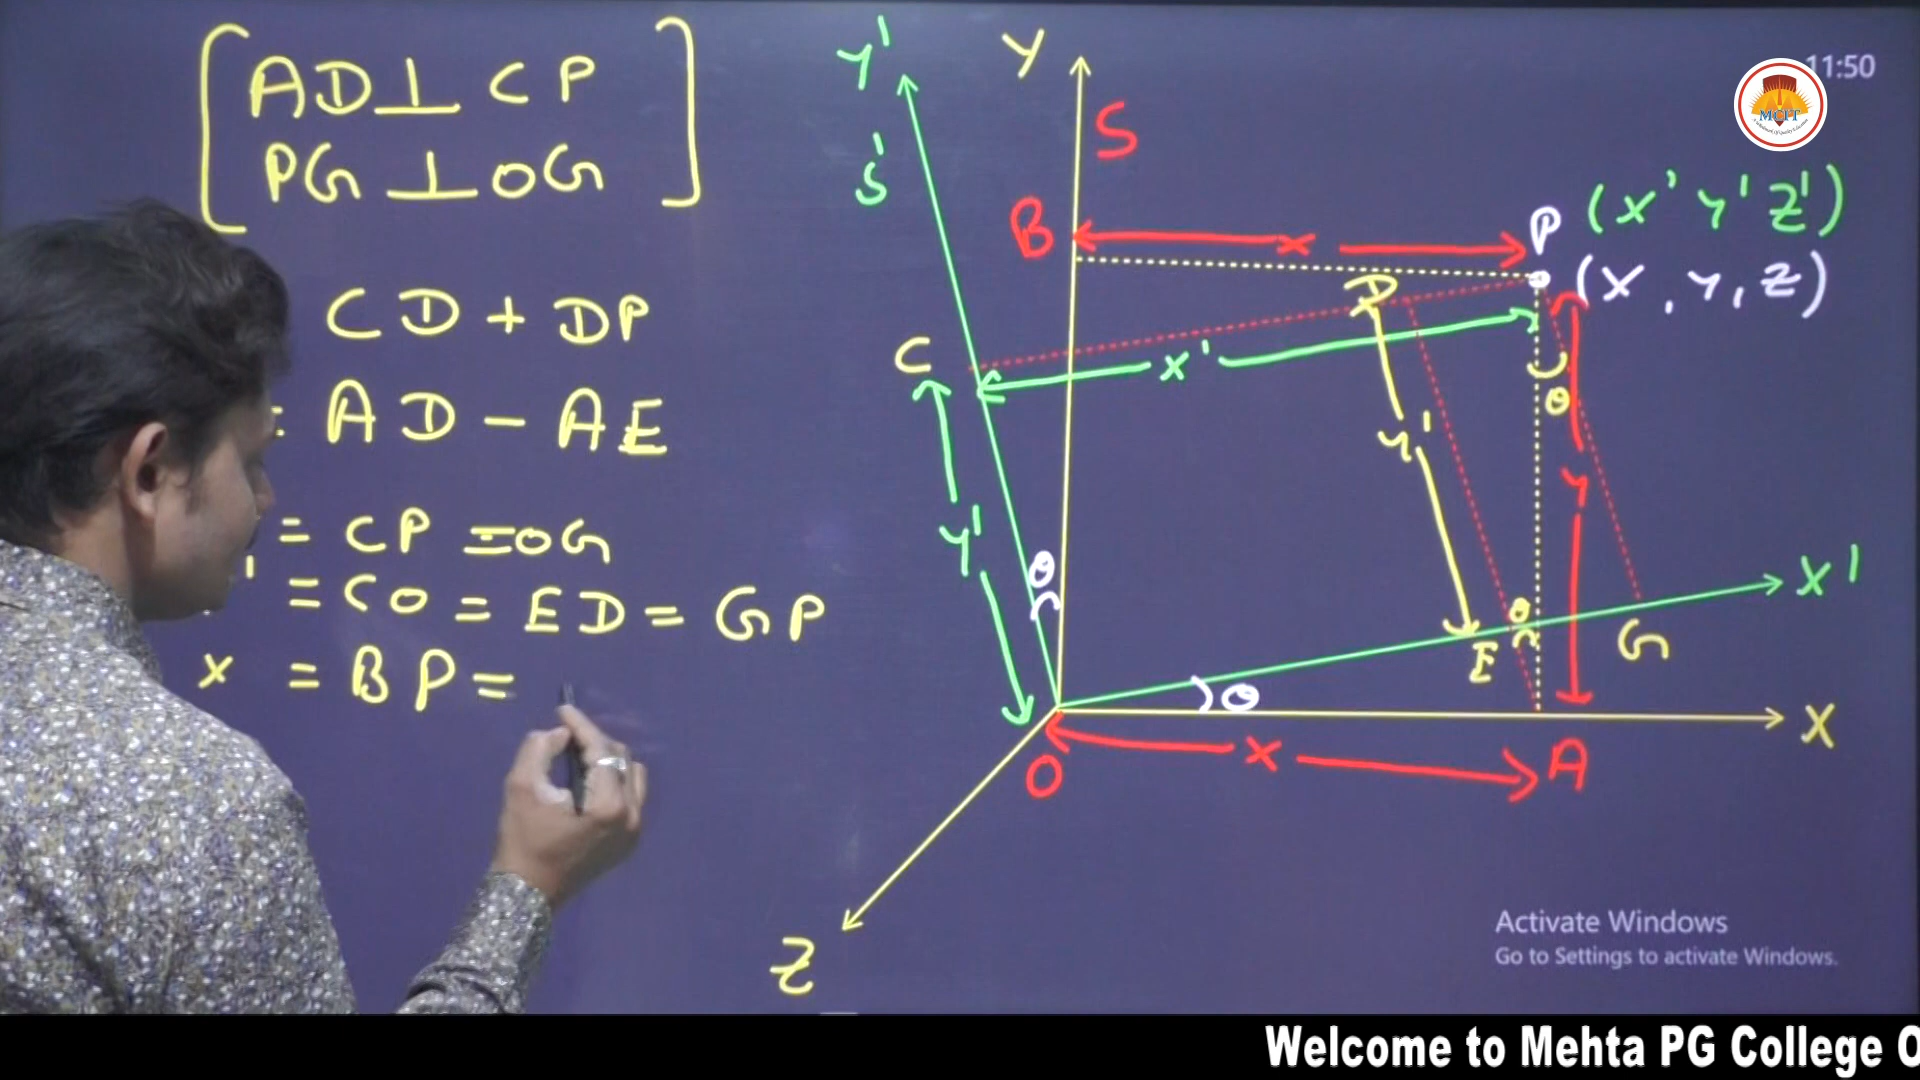 AD ⊥ CP
PG ⊥ OG
CD + DP
= AD - AE
= CP = OG
' = CO = ED = GP
x = BP =
Y'
S'
Y
S
11:50
MCIT
B
x
P
(x' y' z')
(x, y, z)
D
C
x'
θ
y'
y
y'
θ
θ
X'
E
G
θ
X
O
x
A
Z
Activate Windows
Go to Settings to activate Windows.
Welcome to Mehta PG College